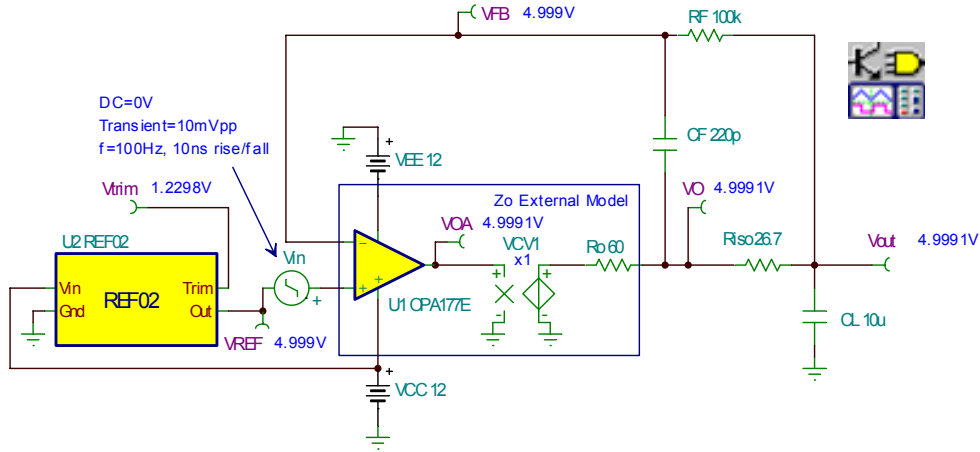 VFB 4.999V
RF 100k
DC=0V
Transient=10mVpp
f=100Hz, 10ns rise/fall
+
VEE 12
CF 220p
Vtrim 1.2298V
Zo External Model
VO 4.9991V
VOA 4.9991V
U2 REF02
Vin
VCV1
x1
Ro 60
Riso 26.7
Vout 4.9991V
Vin
Gnd
REF02
Trim
Out
+
-
+
+
U1 OPA177E
+
-
+
-
CL 10u
VREF 4.999V
+
VCC 12